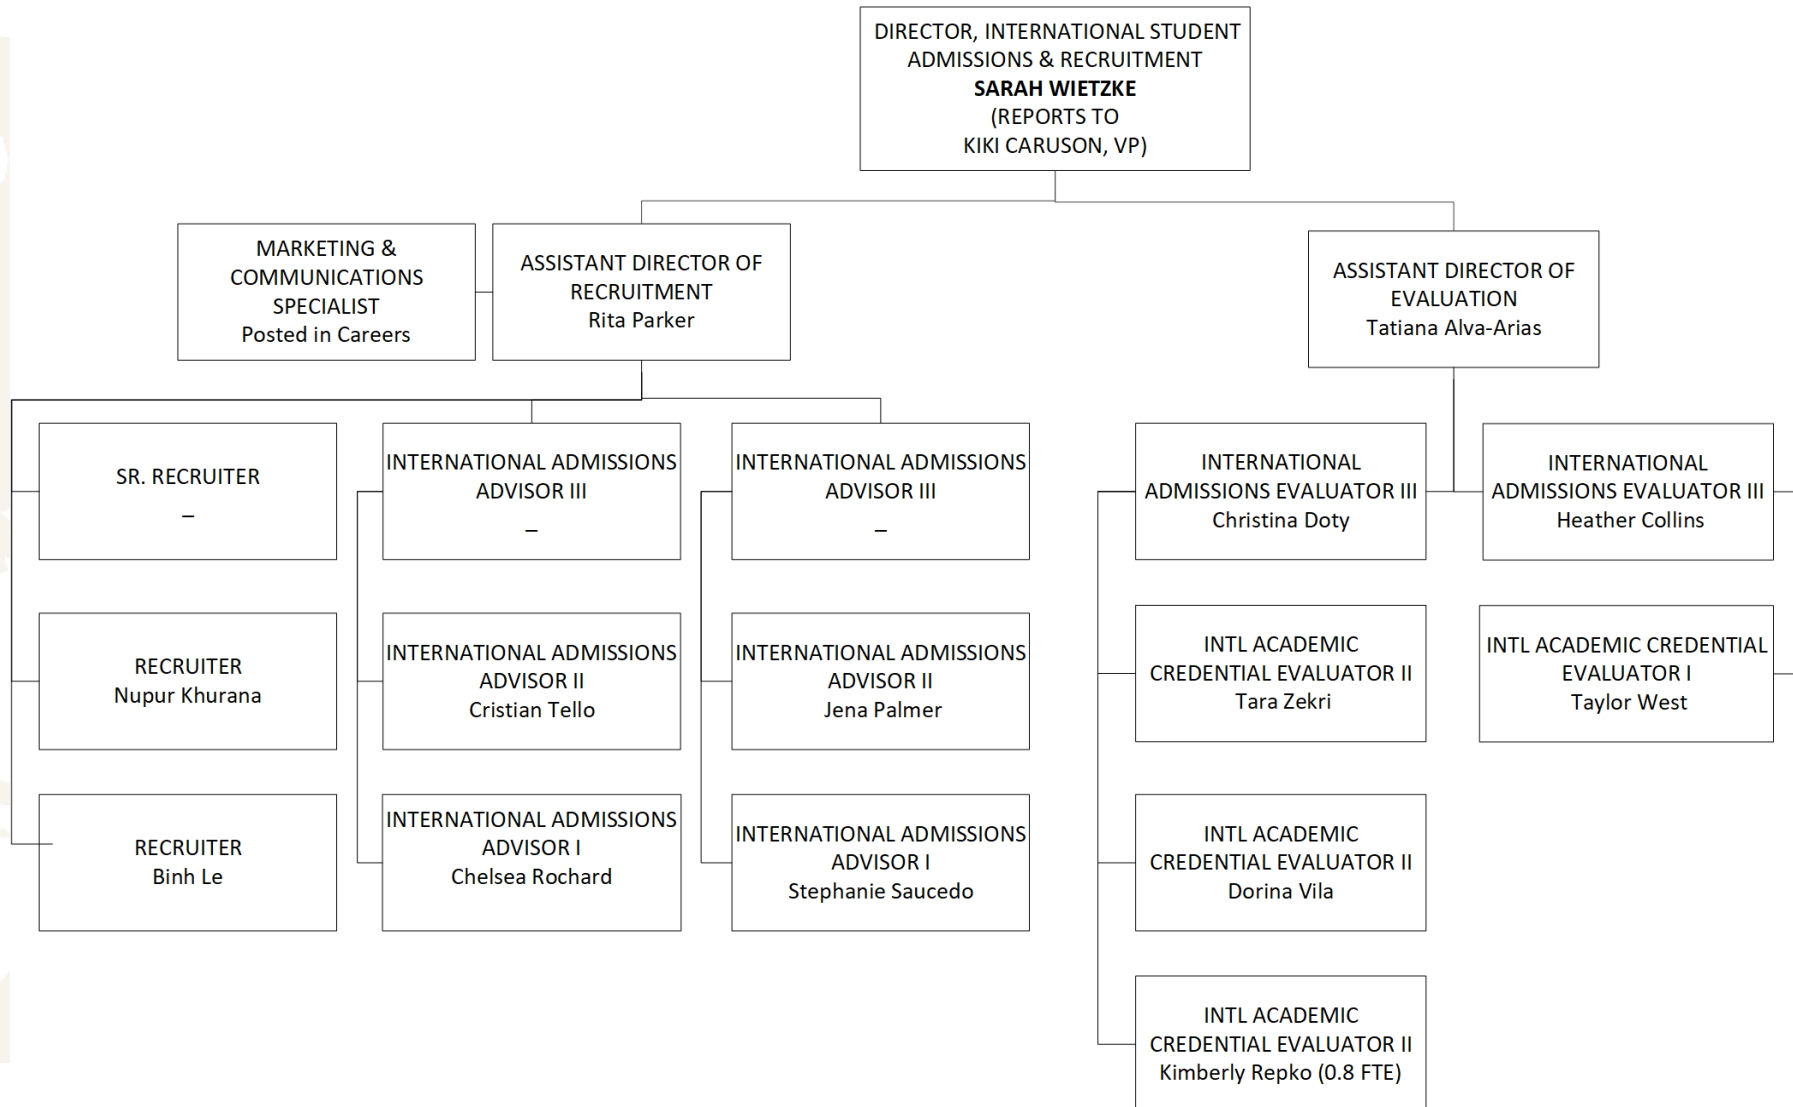 DIRECTOR, INTERNATIONAL STUDENT
ADMISSIONS & RECRUITMENT
SARAH WIETZKE
(REPORTS TO
KIKI CARUSON, VP)
MARKETING &
COMMUNICATIONS
SPECIALIST
Posted in Careers
ASSISTANT DIRECTOR OF
RECRUITMENT
Rita Parker
ASSISTANT DIRECTOR OF
EVALUATION
Tatiana Alva-Arias
SR. RECRUITER
–
INTERNATIONAL ADMISSIONS
ADVISOR III
–
INTERNATIONAL ADMISSIONS
ADVISOR III
–
INTERNATIONAL
ADMISSIONS EVALUATOR III
Christina Doty
INTERNATIONAL
ADMISSIONS EVALUATOR III
Heather Collins
RECRUITER
Nupur Khurana
INTERNATIONAL ADMISSIONS
ADVISOR II
Cristian Tello
INTERNATIONAL ADMISSIONS
ADVISOR II
Jena Palmer
INTL ACADEMIC
CREDENTIAL EVALUATOR II
Tara Zekri
INTL ACADEMIC CREDENTIAL
EVALUATOR I
Taylor West
RECRUITER
Binh Le
INTERNATIONAL ADMISSIONS
ADVISOR I
Chelsea Rochard
INTERNATIONAL ADMISSIONS
ADVISOR I
Stephanie Saucedo
INTL ACADEMIC
CREDENTIAL EVALUATOR II
Dorina Vila
INTL ACADEMIC
CREDENTIAL EVALUATOR II
Kimberly Repko (0.8 FTE)